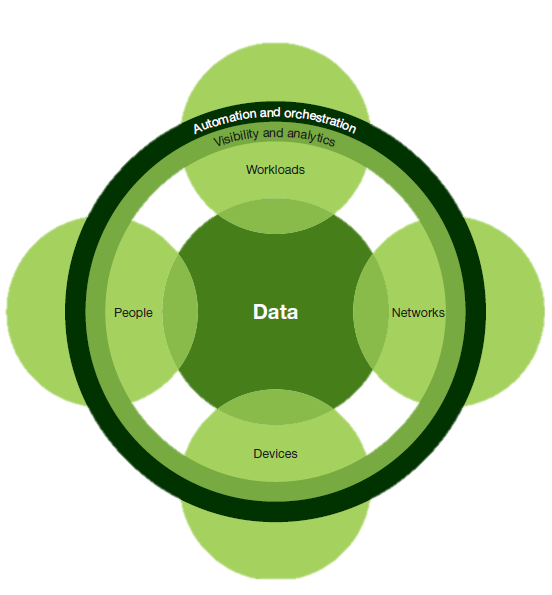 Automation and orchestration
Visibility and analytics
Workloads
People
Data
Networks
Devices